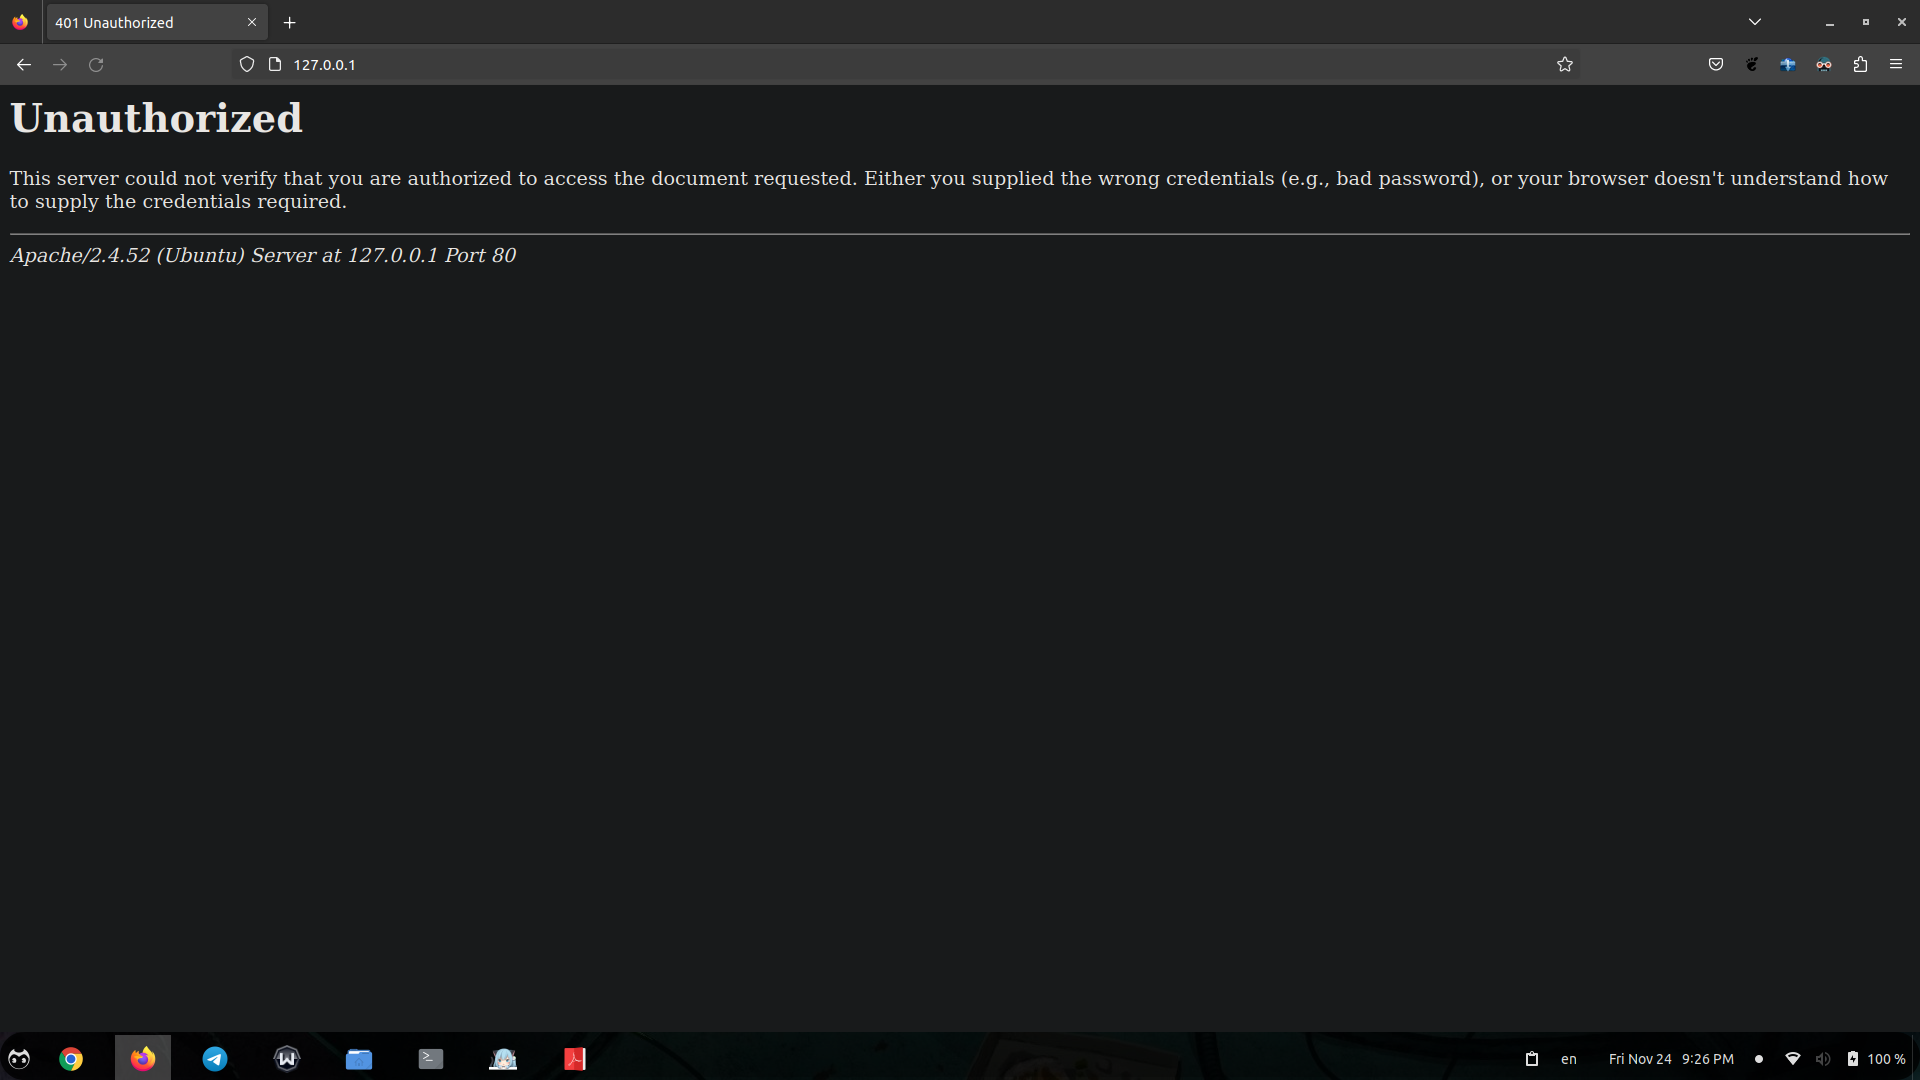 401 Unauthorized
127.0.0.1
Unauthorized
This server could not verify that you are authorized to access the document requested. Either you supplied the wrong credentials (e.g., bad password), or your browser doesn't understand how
to supply the credentials required.
Apache/2.4.52 (Ubuntu) Server at 127.0.0.1 Port 80
en Fri Nov 24 9:26 PM 100 %